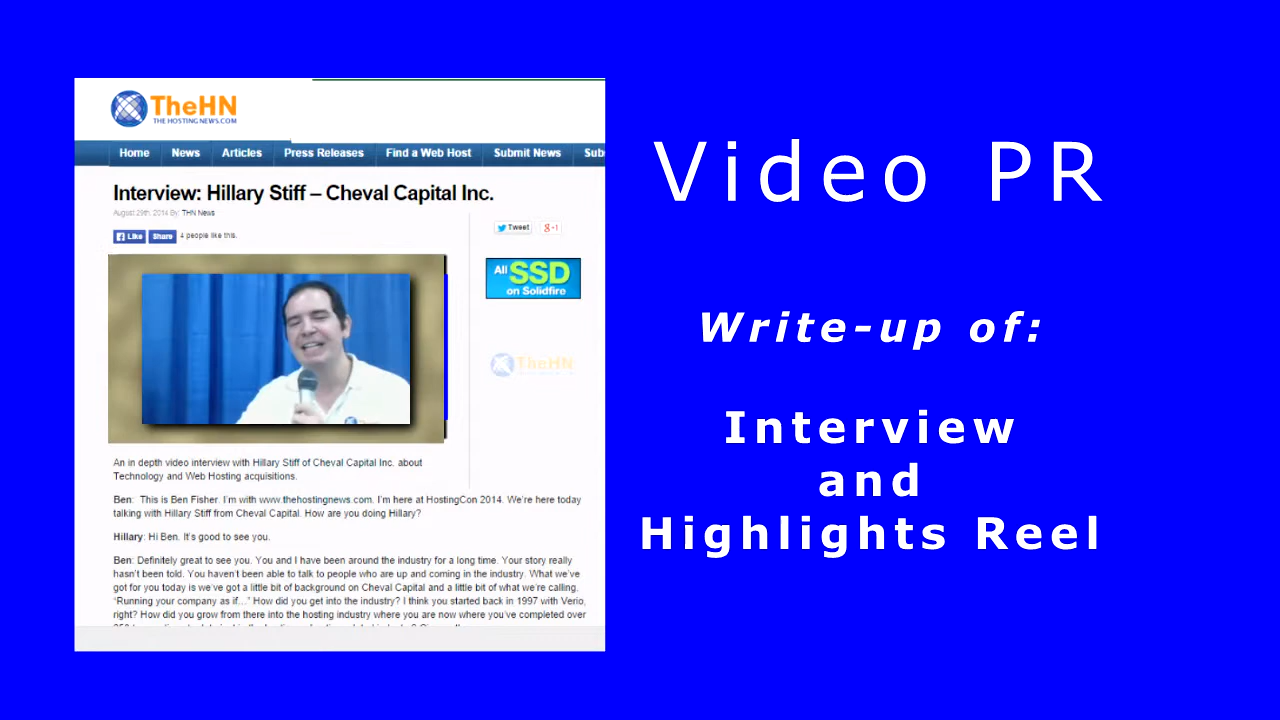 TheHN
THE HOSTING NEWS.COM
Home News Articles Press Releases Find a Web Host Submit News Sub
Interview: Hillary Stiff – Cheval Capital Inc.
August 29th, 2014 By: THN News
Like Share 4 people like this.
Tweet +1
All SSD
on Solidfire
TheHN
An in depth video interview with Hillary Stiff of Cheval Capital Inc. about
Technology and Web Hosting acquisitions.
Ben: This is Ben Fisher. I'm with www.thehostingnews.com. I'm here at HostingCon 2014. We're here today
talking with Hillary Stiff from Cheval Capital. How are you doing Hillary?
Hillary: Hi Ben. It's good to see you.
Ben: Definitely great to see you. You and I have been around the industry for a long time. Your story really
hasn't been told. You haven't been able to talk to people who are up and coming in the industry. What we've
got for you today is we've got a little bit of background on Cheval Capital and a little bit of what we're calling,
"Running your company as if…" How did you get into the industry? I think you started back in 1997 with Verio,
right? How did you grow from there into the hosting industry where you are now where you've completed over
Video PR
Write-up of:
Interview
and
Highlights Reel